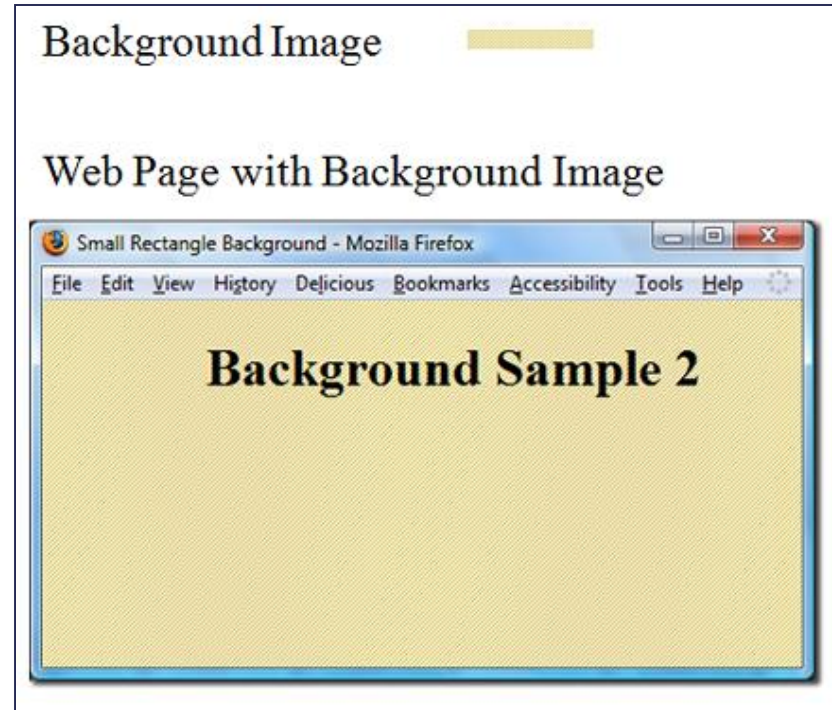 Background Image
Web Page with Background Image
Small Rectangle Background - Mozilla Firefox
File Edit View History Delicious Bookmarks Accessibility Tools Help
Background Sample 2